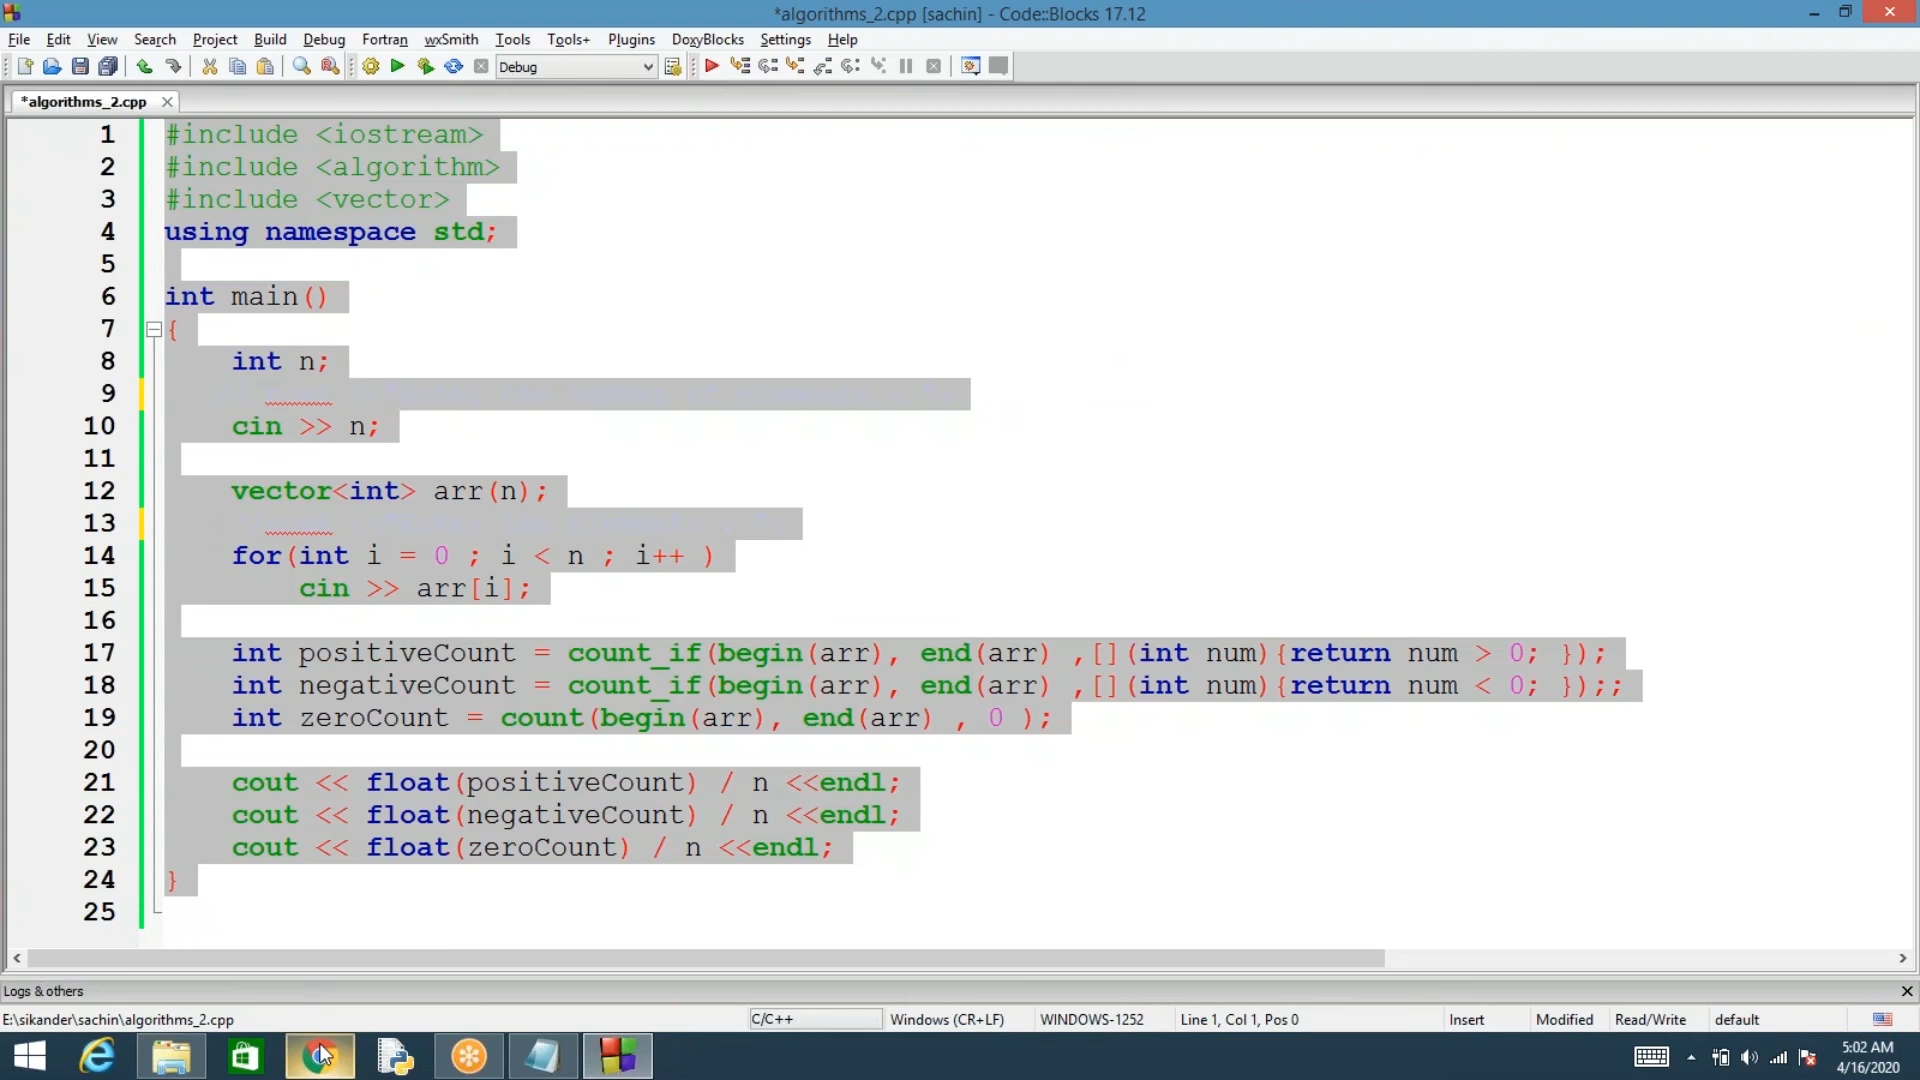 *algorithms_2.cpp [sachin] - Code::Blocks 17.12
File Edit View Search Project Build Debug Fortran wxSmith Tools Tools+ Plugins DoxyBlocks Settings Help
Debug
*algorithms_2.cpp
1 #include <iostream>
2 #include <algorithm>
3 #include <vector>
4 using namespace std;
5
6 int main()
7 {
8 int n;
9
10 cin >> n;
11
12 vector<int> arr(n);
13
14 for(int i = 0 ; i < n ; i++ )
15 cin >> arr[i];
16
17 int positiveCount = count_if(begin(arr), end(arr) ,[](int num){return num > 0; });
18 int negativeCount = count_if(begin(arr), end(arr) ,[](int num){return num < 0; });;
19 int zeroCount = count(begin(arr), end(arr) , 0 );
20
21 cout << float(positiveCount) / n <<endl;
22 cout << float(negativeCount) / n <<endl;
23 cout << float(zeroCount) / n <<endl;
24 }
25
Logs & others
E:\sikander\sachin\algorithms_2.cpp C/C++ Windows (CR+LF) WINDOWS-1252 Line 1, Col 1, Pos 0 Insert Modified Read/Write default
5:02 AM
4/16/2020